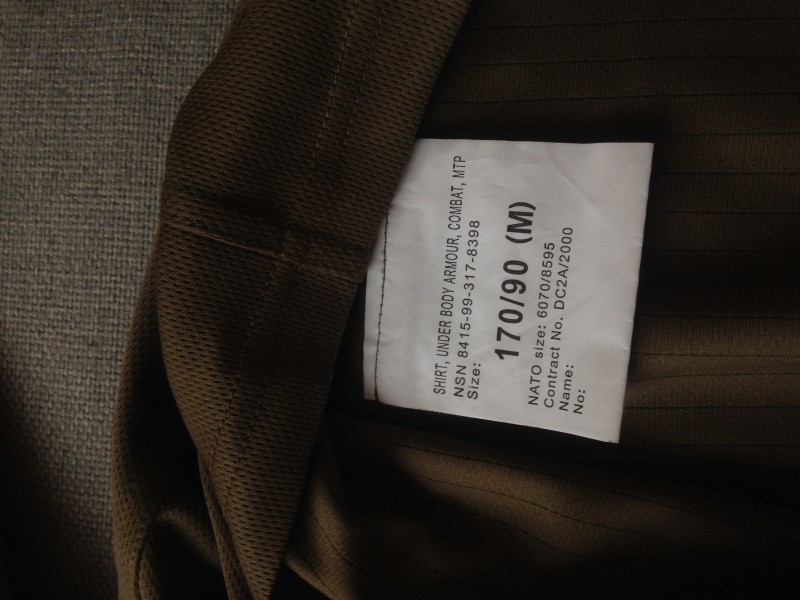 SHIRT, UNDER BODY ARMOUR, COMBAT, MTP
NSN 8415-99-317-8398
Size:
170/90 (M)
NATO size: 6070/8595
Contract No. DC2A/2000
Name:
No: